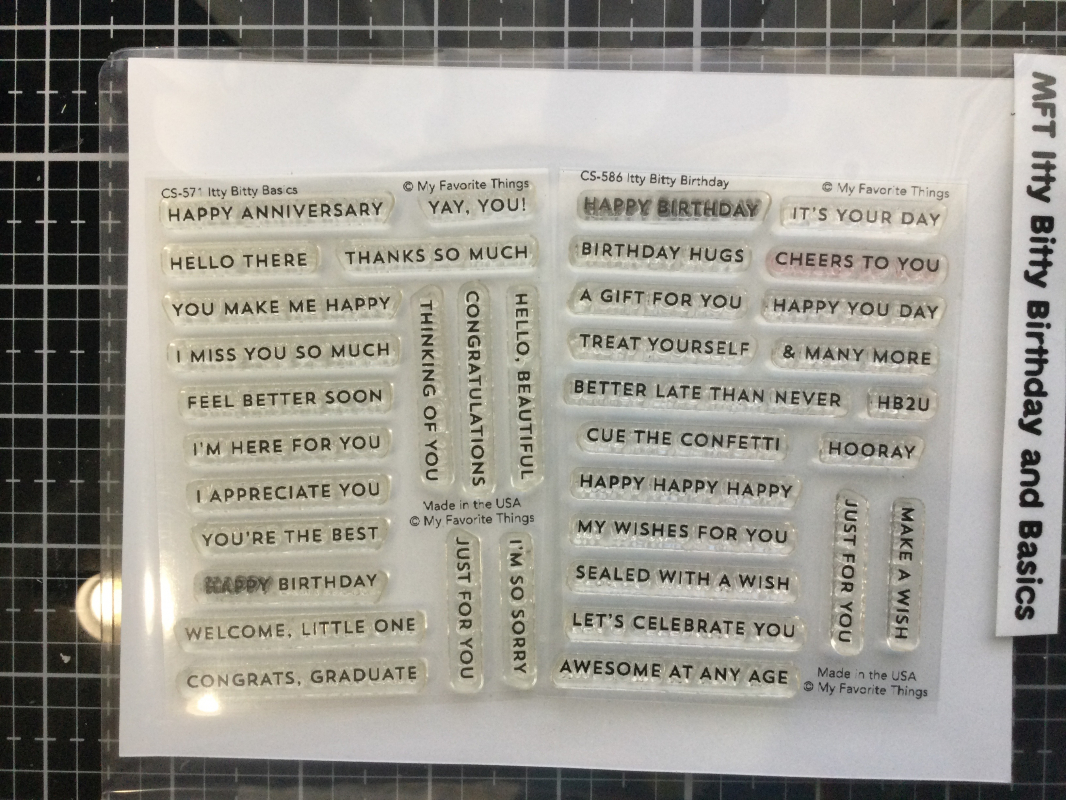 CS-571 Itty Bitty Basics
© My Favorite Things
HAPPY ANNIVERSARY
YAY, YOU!
HELLO THERE
THANKS SO MUCH
YOU MAKE ME HAPPY
I MISS YOU SO MUCH
FEEL BETTER SOON
I'M HERE FOR YOU
I APPRECIATE YOU
YOU'RE THE BEST
HAPPY BIRTHDAY
WELCOME, LITTLE ONE
CONGRATS, GRADUATE
THINKING OF YOU
CONGRATULATIONS
HELLO, BEAUTIFUL
Made in the USA
© My Favorite Things
JUST FOR YOU
I'M SO SORRY
CS-586 Itty Bitty Birthday
© My Favorite Things
HAPPY BIRTHDAY
IT'S YOUR DAY
BIRTHDAY HUGS
CHEERS TO YOU
A GIFT FOR YOU
HAPPY YOU DAY
TREAT YOURSELF
& MANY MORE
BETTER LATE THAN NEVER
HB2U
CUE THE CONFETTI
HOORAY
HAPPY HAPPY HAPPY
MY WISHES FOR YOU
SEALED WITH A WISH
LET'S CELEBRATE YOU
AWESOME AT ANY AGE
JUST FOR YOU
MAKE A WISH
Made in the USA
© My Favorite Things
MFT Itty Bitty Birthday and Basics